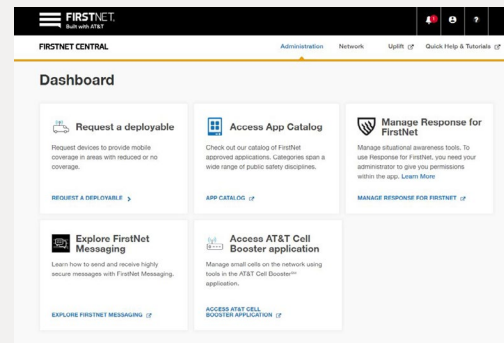 FIRSTNET.
Built with AT&T
1
?
FIRSTNET CENTRAL
Administration
Network
Uplift
Quick Help & Tutorials
Dashboard
Request a deployable
Request devices to provide mobile
coverage in areas with reduced or no
coverage.
REQUEST A DEPLOYABLE
Access App Catalog
Check out our catalog of FirstNet
approved applications. Categories span a
wide range of public safety disciplines.
APP CATALOG
Manage Response for
FirstNet
Manage situational awareness tools. To
use Response for FirstNet, you need your
administrator to give you permissions
within the app. Learn More
MANAGE RESPONSE FOR FIRSTNET
Explore FirstNet
Messaging
Learn how to send and receive highly
secure messages with FirstNet Messaging.
EXPLORE FIRSTNET MESSAGING
Access AT&T Cell
Booster application
Manage small cells on the network using
tools in the AT&T Cell Booster℠
application.
ACCESS AT&T CELL
BOOSTER APPLICATION